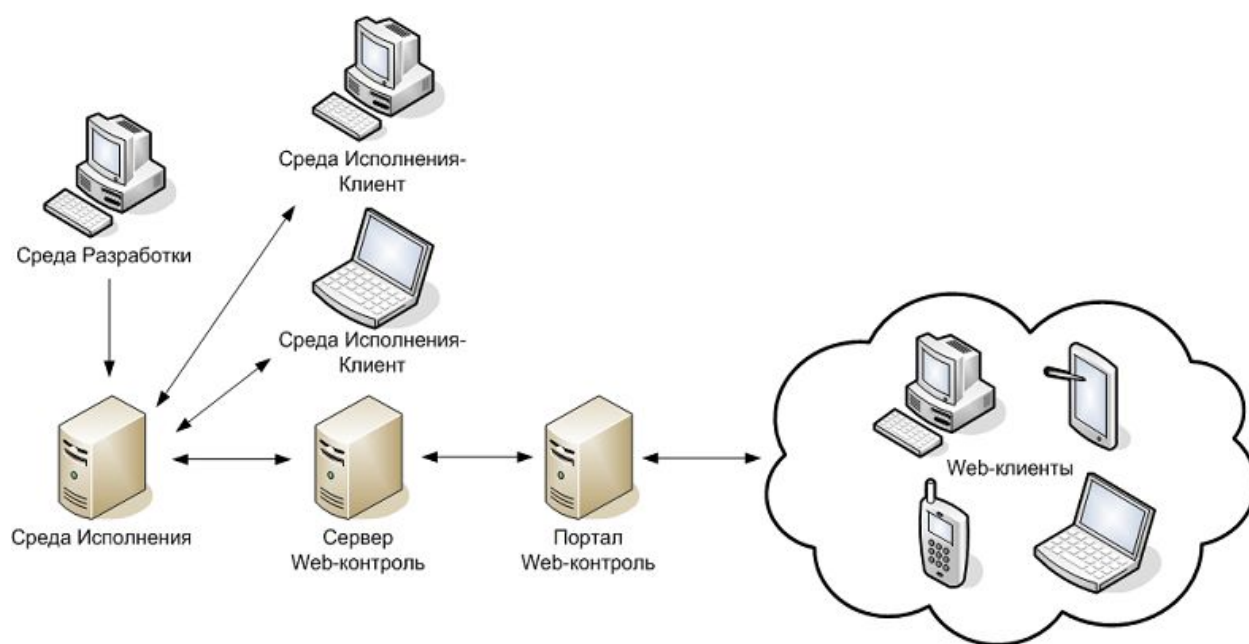 Среда Исполнения-
Клиент
Среда Разработки
Среда Исполнения-
Клиент
Среда Исполнения
Сервер
Web-контроль
Портал
Web-контроль
Web-клиенты